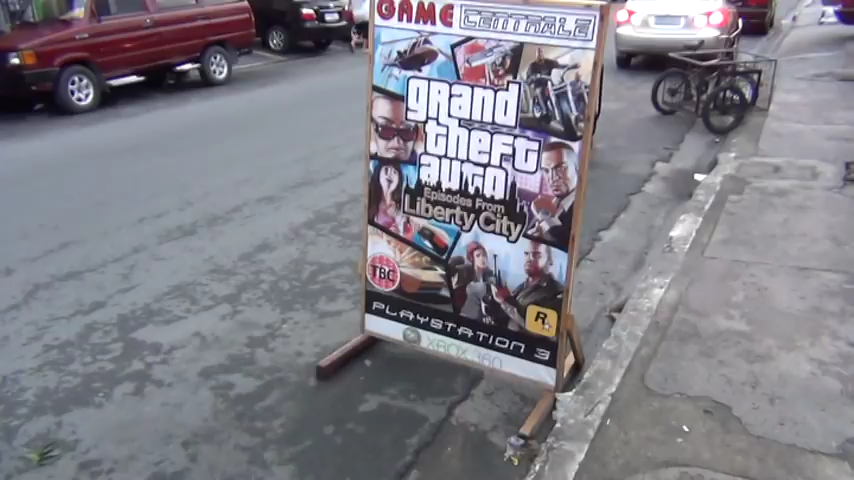 GAME CENTRALE
grand
theft
auto
Episodes From
Liberty City
TBC
R
PLAYSTATION 3
XBOX 360